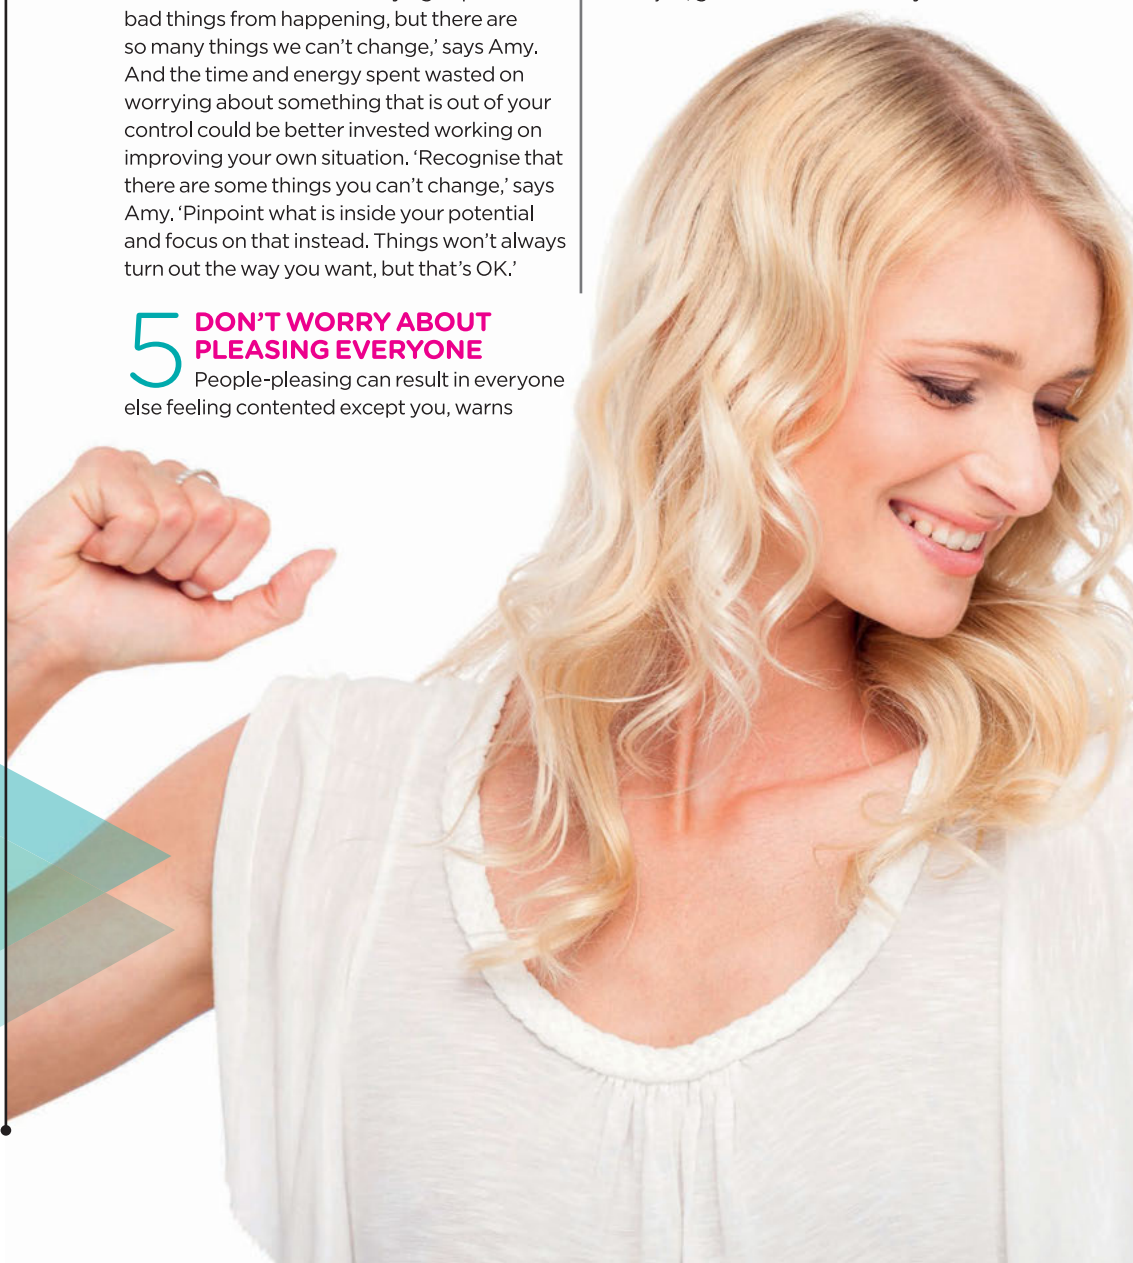 bad things from happening, but there are
so many things we can’t change,’ says Amy.
And the time and energy spent wasted on
worrying about something that is out of your
control could be better invested working on
improving your own situation. ‘Recognise that
there are some things you can’t change,’ says
Amy. ‘Pinpoint what is inside your potential
and focus on that instead. Things won’t always
turn out the way you want, but that’s OK.’
5 DON’T WORRY ABOUT
PLEASING EVERYONE
People-pleasing can result in everyone
else feeling contented except you, warns